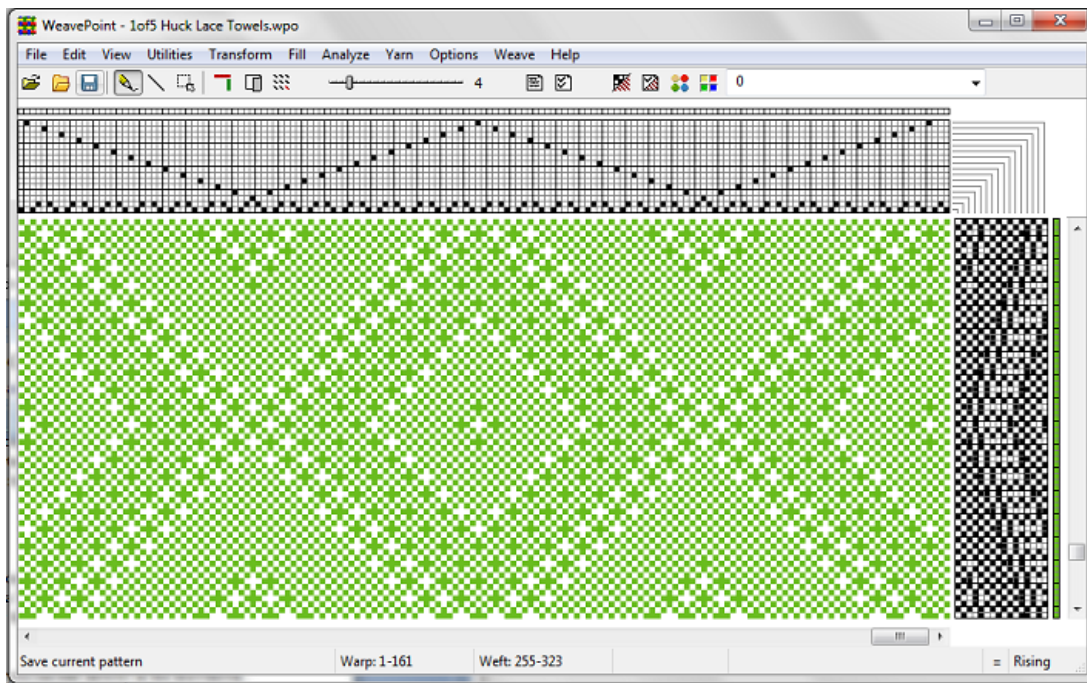 WeavePoint - 1of5 Huck Lace Towels.wpo
File Edit View Utilities Transform Fill Analyze Yarn Options Weave Help
4 0
Save current pattern Warp: 1-161 Weft: 255-323 = Rising